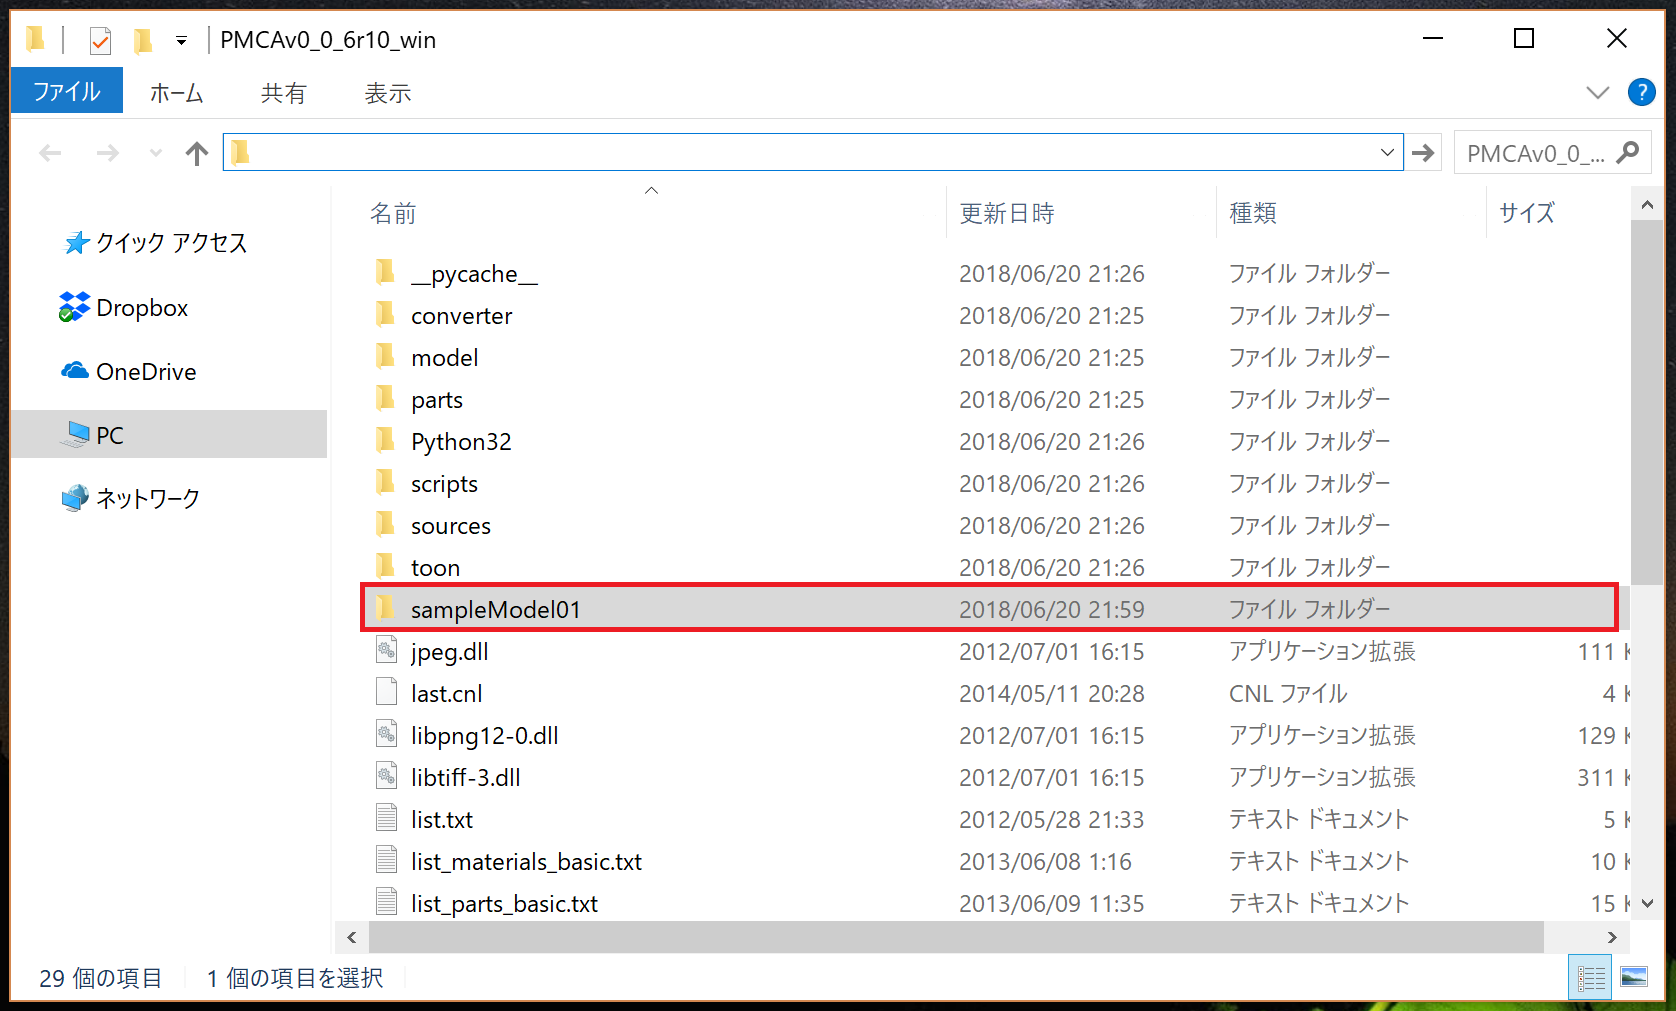 PMCAv0_0_6r10_win
ファイル ホーム 共有 表示 ?
PMCAv0_0_...
名前 更新日時 種類 サイズ
クイック アクセス
Dropbox
OneDrive
PC
ネットワーク
__pycache__ 2018/06/20 21:26 ファイル フォルダー
converter 2018/06/20 21:25 ファイル フォルダー
model 2018/06/20 21:25 ファイル フォルダー
parts 2018/06/20 21:25 ファイル フォルダー
Python32 2018/06/20 21:26 ファイル フォルダー
scripts 2018/06/20 21:26 ファイル フォルダー
sources 2018/06/20 21:26 ファイル フォルダー
toon 2018/06/20 21:26 ファイル フォルダー
sampleModel01 2018/06/20 21:59 ファイル フォルダー
jpeg.dll 2012/07/01 16:15 アプリケーション拡張 111 K
last.cnl 2014/05/11 20:28 CNL ファイル 4 K
libpng12-0.dll 2012/07/01 16:15 アプリケーション拡張 129 K
libtiff-3.dll 2012/07/01 16:15 アプリケーション拡張 311 K
list.txt 2012/05/28 21:33 テキスト ドキュメント 5 K
list_materials_basic.txt 2013/06/08 1:16 テキスト ドキュメント 10 K
list_parts_basic.txt 2013/06/09 11:35 テキスト ドキュメント 15 K
29 個の項目 1 個の項目を選択